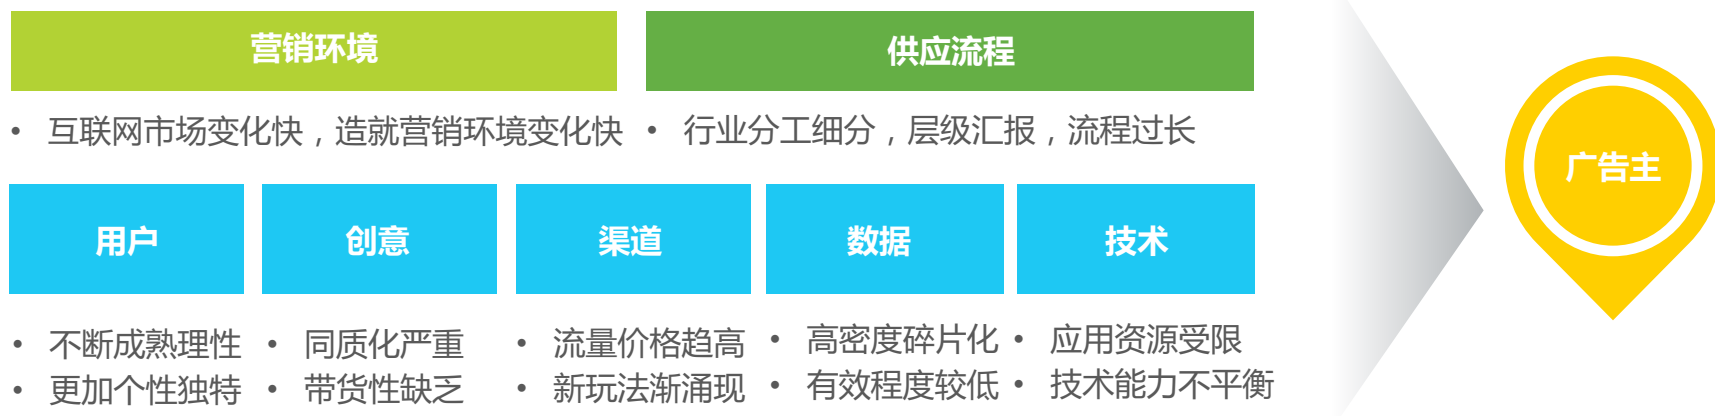 营销环境
供应流程
• 互联网市场变化快，造就营销环境变化快
• 行业分工细分，层级汇报，流程过长
广告主
用户
创意
渠道
数据
技术
• 不断成熟理性
• 更加个性独特
• 同质化严重
• 带货性缺乏
• 流量价格趋高
• 新玩法渐涌现
• 高密度碎片化
• 有效程度较低
• 应用资源受限
• 技术能力不平衡